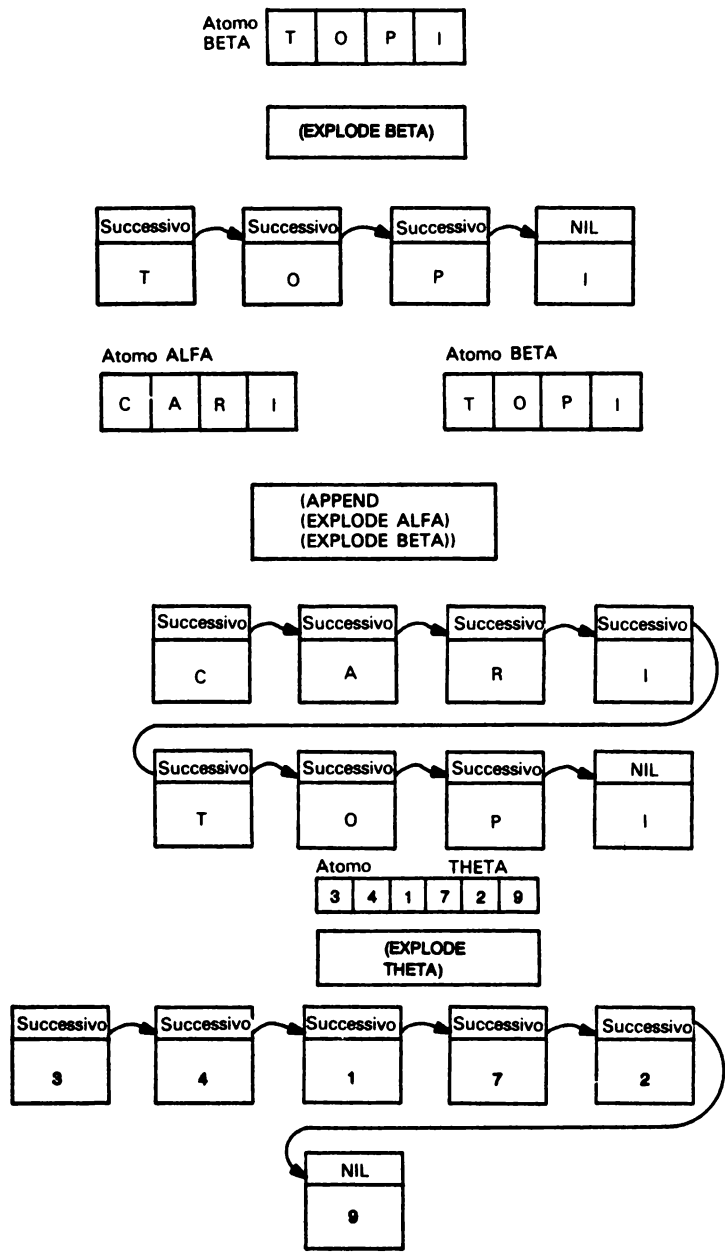 Atomo
BETA
T O P I
(EXPLODE BETA)
Successivo Successivo Successivo NIL
T O P I
Atomo ALFA Atomo BETA
C A R I T O P I
(APPEND
(EXPLODE ALFA)
(EXPLODE BETA))
Successivo Successivo Successivo Successivo
C A R I
Successivo Successivo Successivo NIL
T O P I
Atomo THETA
3 4 1 7 2 9
(EXPLODE
THETA)
Successivo Successivo Successivo Successivo Successivo
3 4 1 7 2
NIL
9